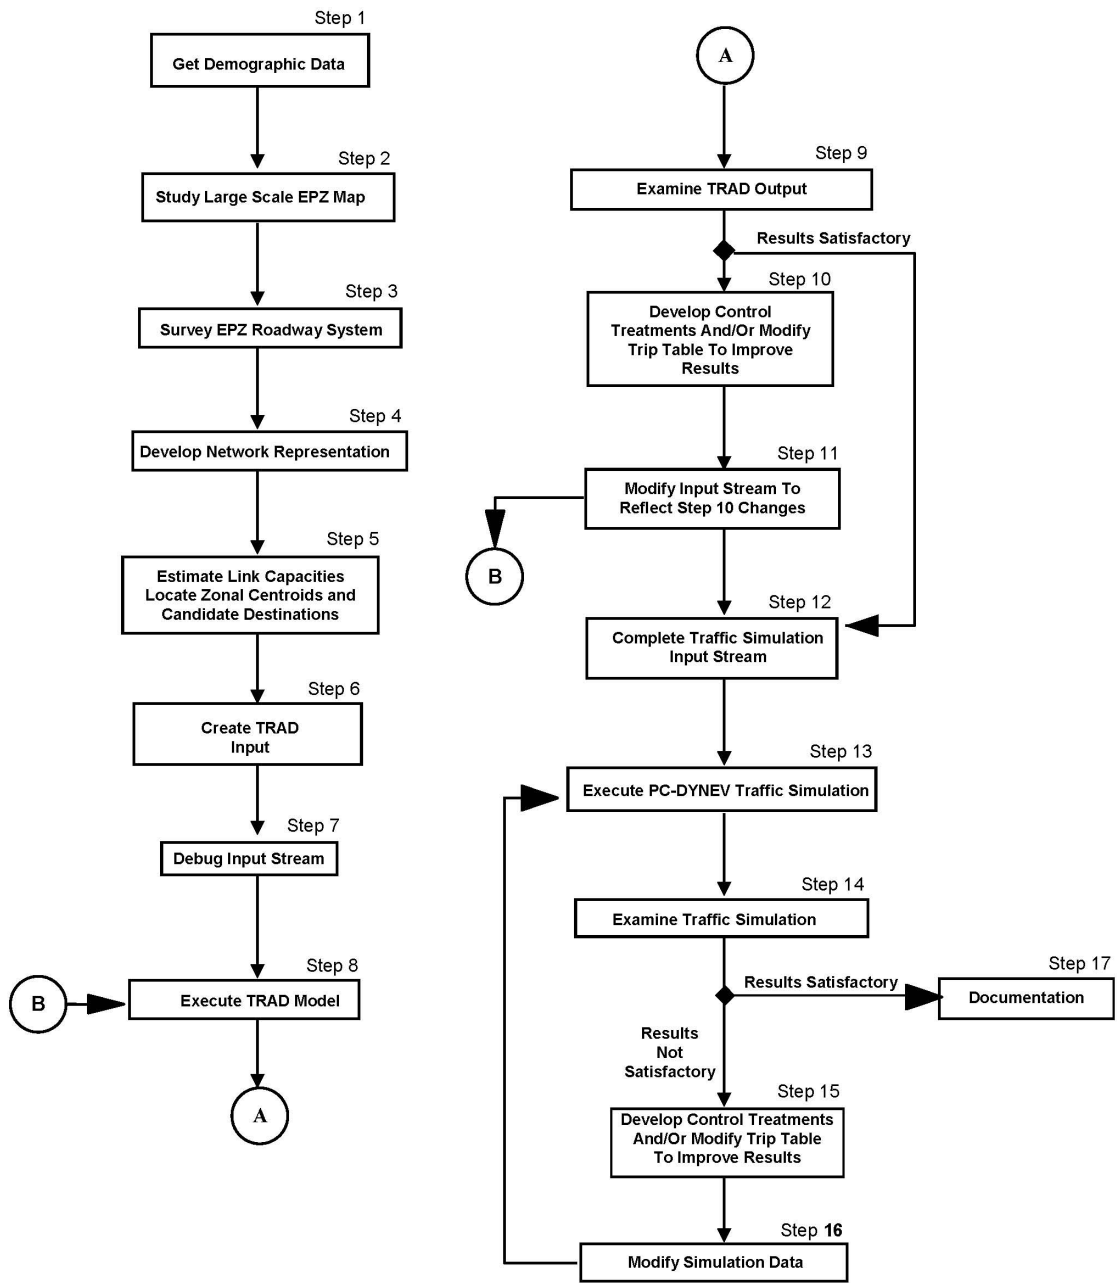 Step 1
Get Demographic Data
Step 2
Study Large Scale EPZ Map
Step 3
Survey EPZ Roadway System
Step 4
Develop Network Representation
Step 5
Estimate Link Capacities
Locate Zonal Centroids and
Candidate Destinations
Step 6
Create TRAD
Input
Step 7
Debug Input Stream
Step 8
B
Execute TRAD Model
A
A
Step 9
Examine TRAD Output
Results Satisfactory
Step 10
Develop Control
Treatments And/Or Modify
Trip Table To Improve
Results
Step 11
Modify Input Stream To
Reflect Step 10 Changes
B
Step 12
Complete Traffic Simulation
Input Stream
Step 13
Execute PC-DYNEV Traffic Simulation
Step 14
Examine Traffic Simulation
Results Satisfactory
Step 17
Documentation
Results
Not
Satisfactory
Step 15
Develop Control Treatments
And/Or Modify Trip Table
To Improve Results
Step 16
Modify Simulation Data